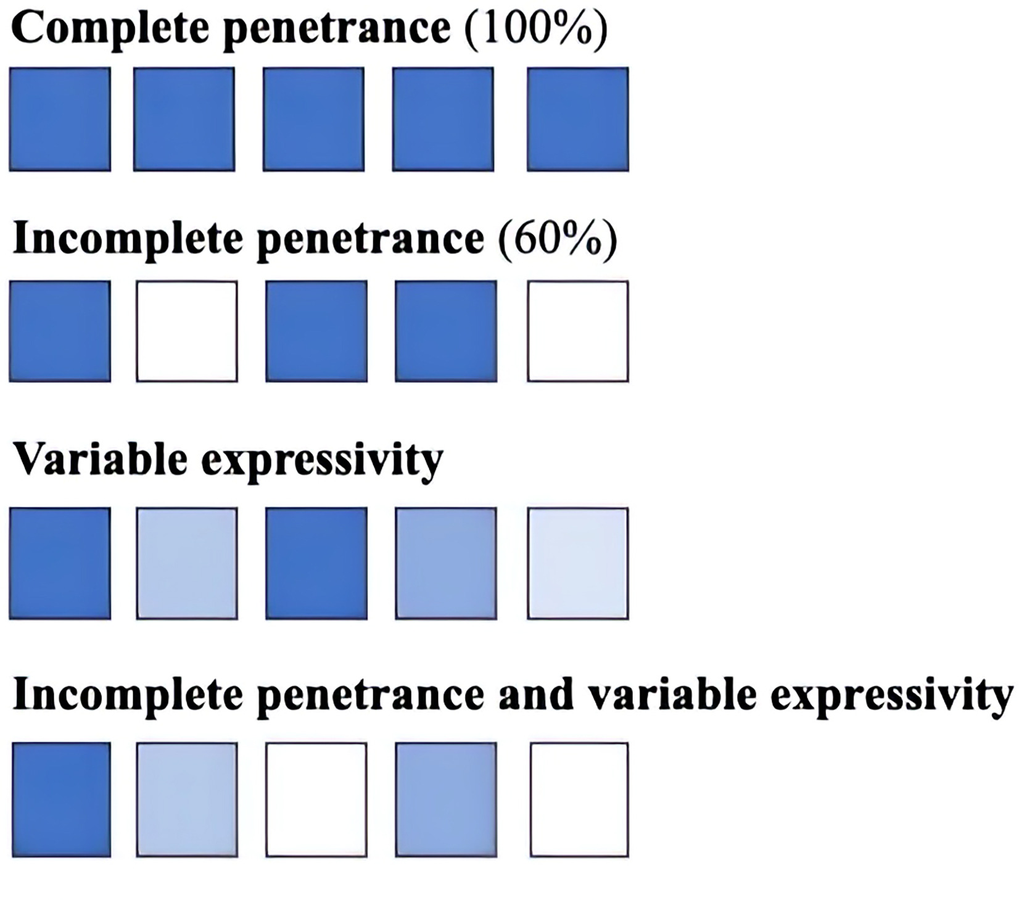 Complete penetrance (100%)
Incomplete penetrance (60%)
Variable expressivity
Incomplete penetrance and variable expressivity